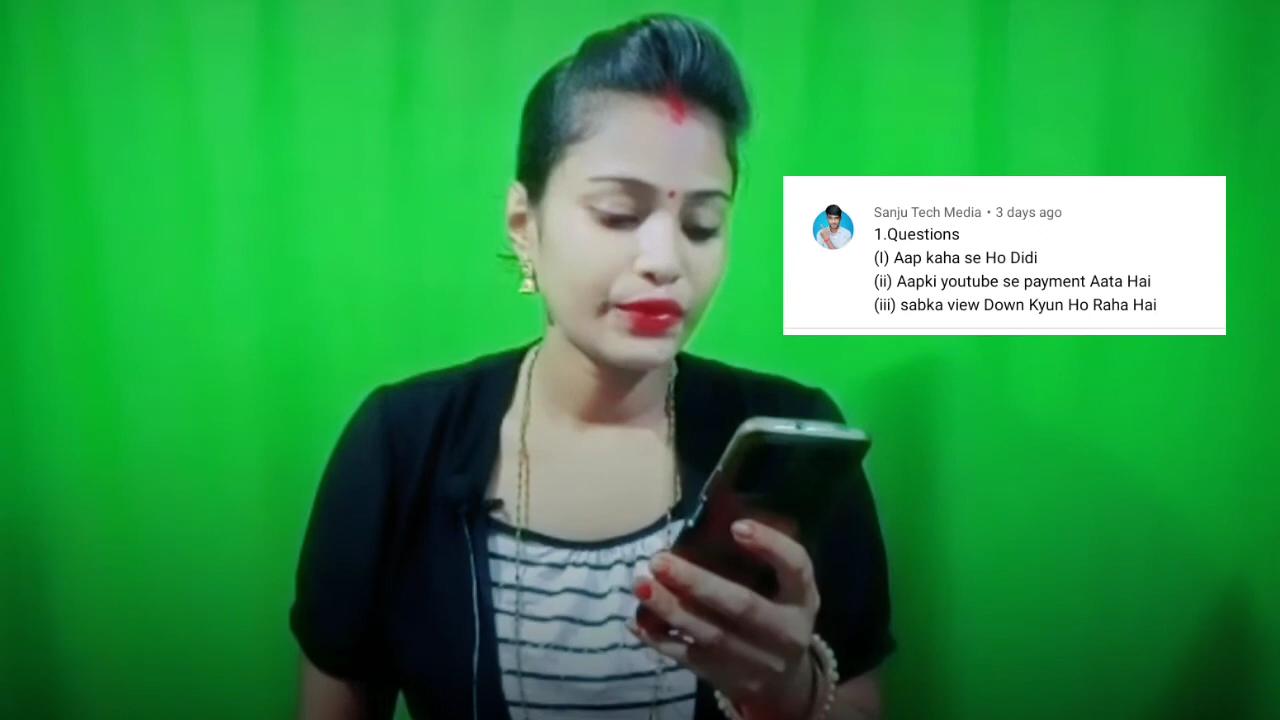 Sanju Tech Media • 3 days ago
1.Questions
(I) Aap kaha se Ho Didi
(ii) Aapki youtube se payment Aata Hai
(iii) sabka view Down Kyun Ho Raha Hai